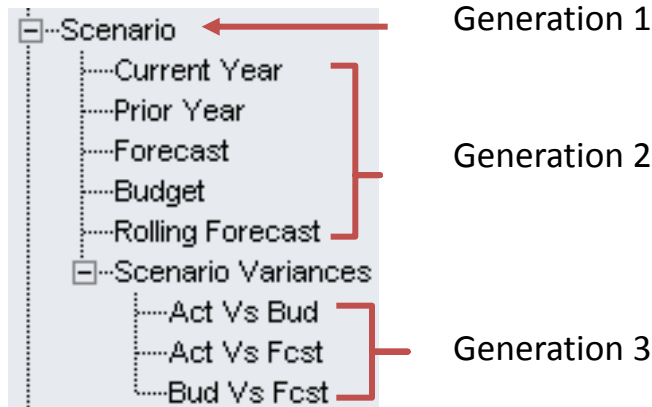 Scenario
Generation 1
Current Year
Prior Year
Forecast
Generation 2
Budget
Rolling Forecast
Scenario Variances
Act Vs Bud
Act Vs Fcst
Generation 3
Bud Vs Fcst